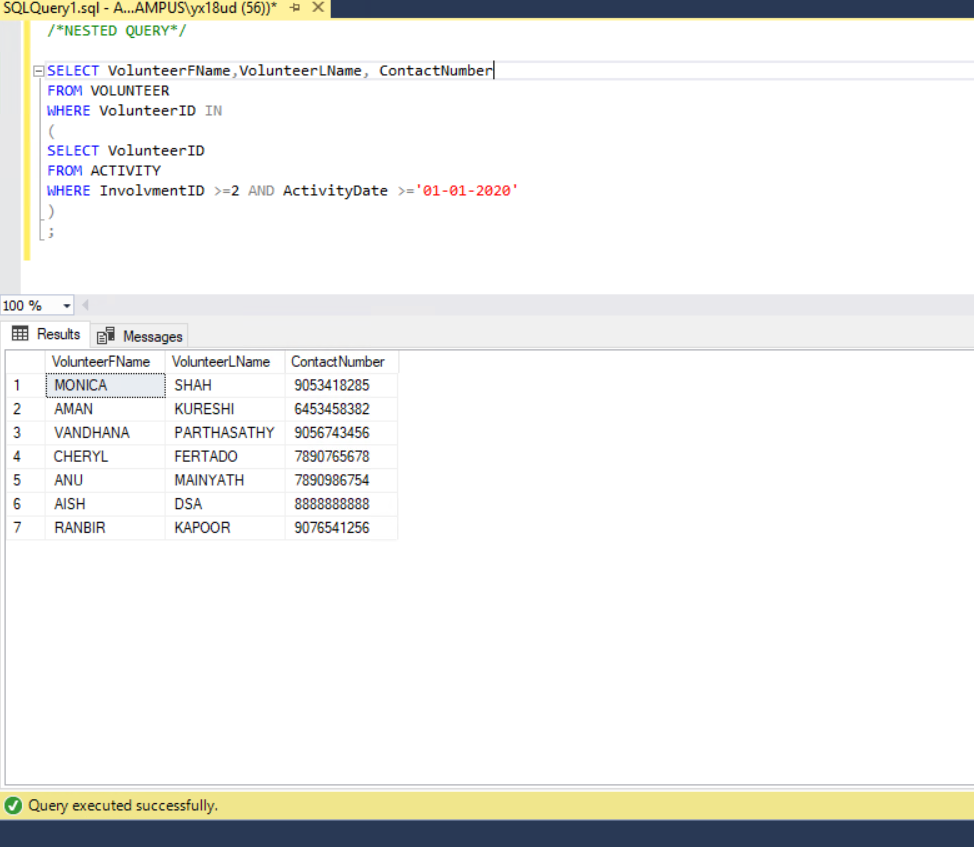 SQLQuery1.sql - A...AMPUS\yx18ud (56))*
/*NESTED QUERY*/
SELECT VolunteerFName,VolunteerLName, ContactNumber
FROM VOLUNTEER
WHERE VolunteerID IN
(
SELECT VolunteerID
FROM ACTIVITY
WHERE InvolvmentID >=2 AND ActivityDate >='01-01-2020'
)
;
100 %
Results Messages
VolunteerFName VolunteerLName ContactNumber
1 MONICA SHAH 9053418285
2 AMAN KURESHI 6453458382
3 VANDHANA PARTHASATHY 9056743456
4 CHERYL FERTADO 7890765678
5 ANU MAINYATH 7890986754
6 AISH DSA 8888888888
7 RANBIR KAPOOR 9076541256
Query executed successfully.